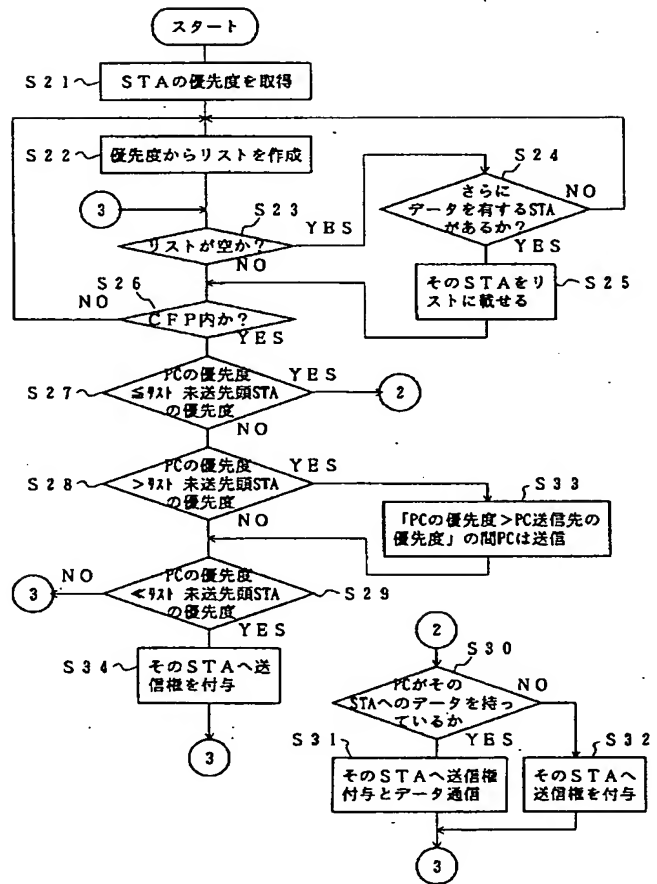 スタート
S21
STAの優先度を取得
S22
優先度からリストを作成
3
S23
リストが空か?
YES
NO
S24
さらに
データを有するSTA
があるか?
NO
YES
そのSTAをリ
ストに載せる
S25
S26
NO
CFP内か?
YES
S27
PCの優先度
≦リスト 未送先頭STA
の優先度
YES
2
NO
S28
PCの優先度
>リスト 未送先頭STA
の優先度
YES
NO
S33
「PCの優先度>PC送信先の
優先度」の間PCは送信
3
NO
PCの優先度
≪リスト 未送先頭STA
の優先度
S29
YES
S34
そのSTAへ送
信権を付与
3
2
S30
PCがその
STAへのデータを持っ
ているか
NO
YES
S31
そのSTAへ送信権
付与とデータ通信
S32
そのSTAへ
送信権を付与
3